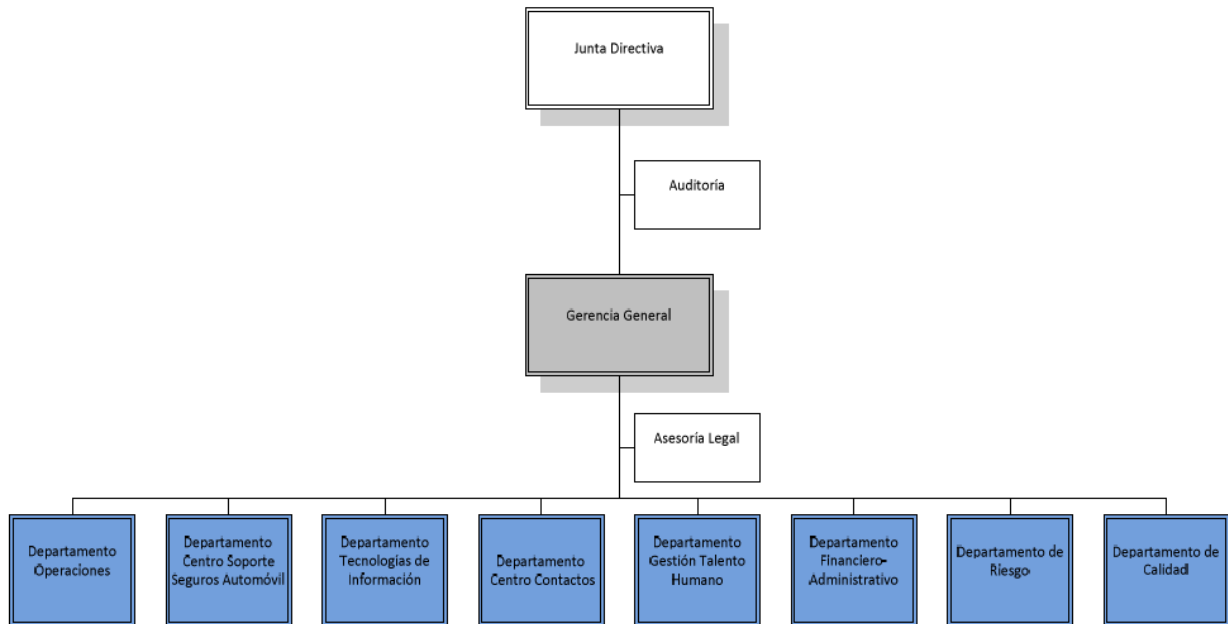 Junta Directiva
Auditoría
Gerencia General
Asesoría Legal
Departamento
Operaciones
Departamento
Centro Soporte
Seguros Automóvil
Departamento
Tecnologías de
Información
Departamento
Centro Contactos
Departamento
Gestión Talento
Humano
Departamento
Financiero-
Administrativo
Departamento de
Riesgo
Departamento de
Calidad